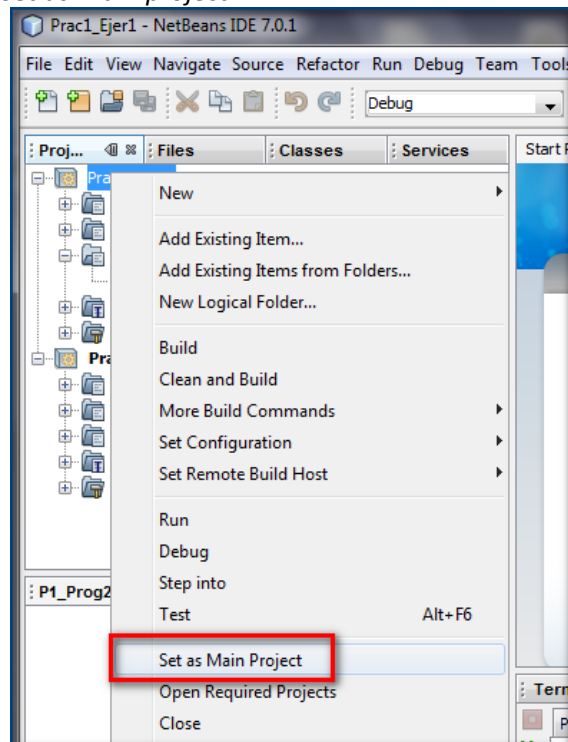 Prac1_Ejer1 - NetBeans IDE 7.0.1
File Edit View Navigate Source Refactor Run Debug Team Tools
Debug
Proj... Files Classes Services Start
Pra
New
Add Existing Item...
Add Existing Items from Folders...
New Logical Folder...
Pra
Build
Clean and Build
More Build Commands
Set Configuration
Set Remote Build Host
Run
Debug
Step into
P1_Prog2
Test Alt+F6
Set as Main Project
Open Required Projects
Term
Close
P